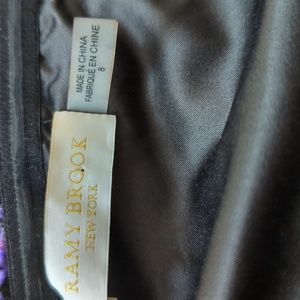 MADE IN CHINA
FABRIQUÉ EN CHINE
8
RAMY BROOK
NEW YORK